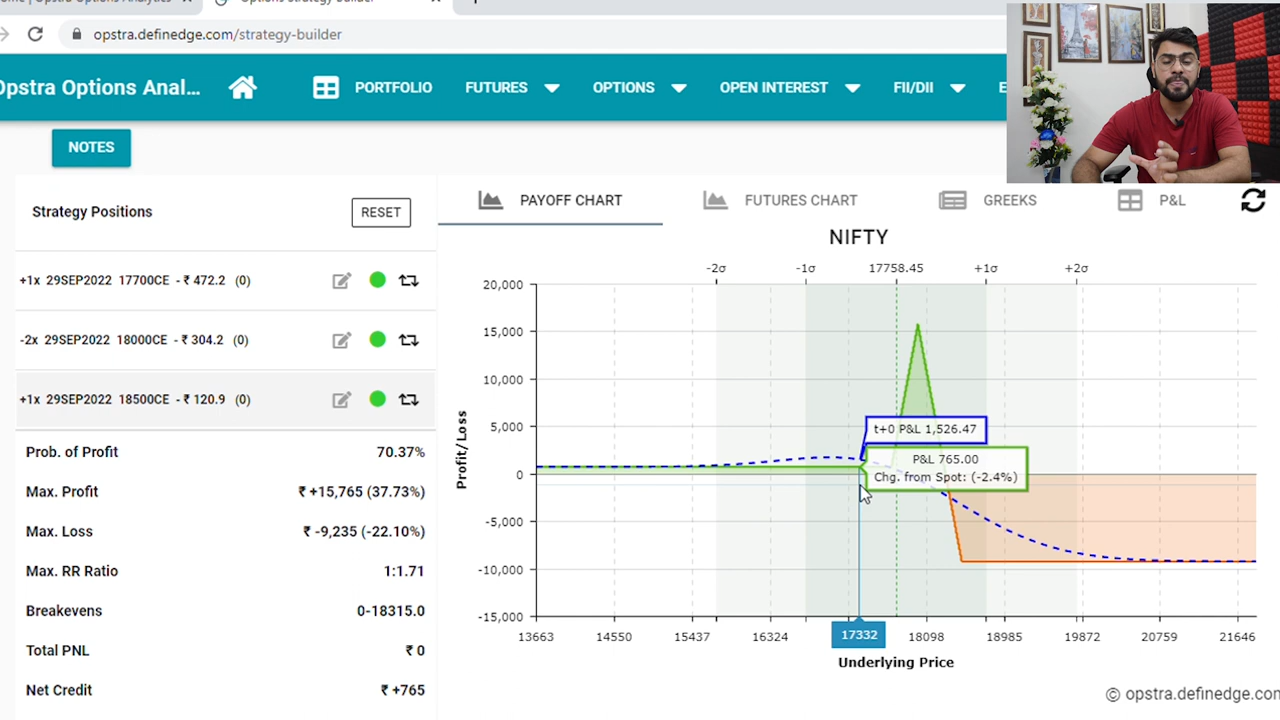 Options Strategy Builder
opstra.definedge.com/strategy-builder
Opstra Options Anal... PORTFOLIO FUTURES OPTIONS OPEN INTEREST FII/DII E
NOTES
Strategy Positions RESET
PAYOFF CHART FUTURES CHART GREEKS P&L
NIFTY
-2σ -1σ 17758.45 +1σ +2σ
+1x 29SEP2022 17700CE - ₹ 472.2 (0)
-2x 29SEP2022 18000CE - ₹ 304.2 (0)
+1x 29SEP2022 18500CE - ₹ 120.9 (0)
Prob. of Profit 70.37%
Max. Profit ₹ +15,765 (37.73%)
Max. Loss ₹ -9,235 (-22.10%)
Max. RR Ratio 1:1.71
Breakevens 0-18315.0
Total PNL ₹ 0
Net Credit ₹ +765
Profit/Loss
20,000
15,000
10,000
5,000
0
-5,000
-10,000
-15,000
t+0 P&L 1,526.47
P&L 765.00
Chg. from Spot: (-2.4%)
13663 14550 15437 16324 17332 18098 18985 19872 20759 21646
Underlying Price
© opstra.definedge.com